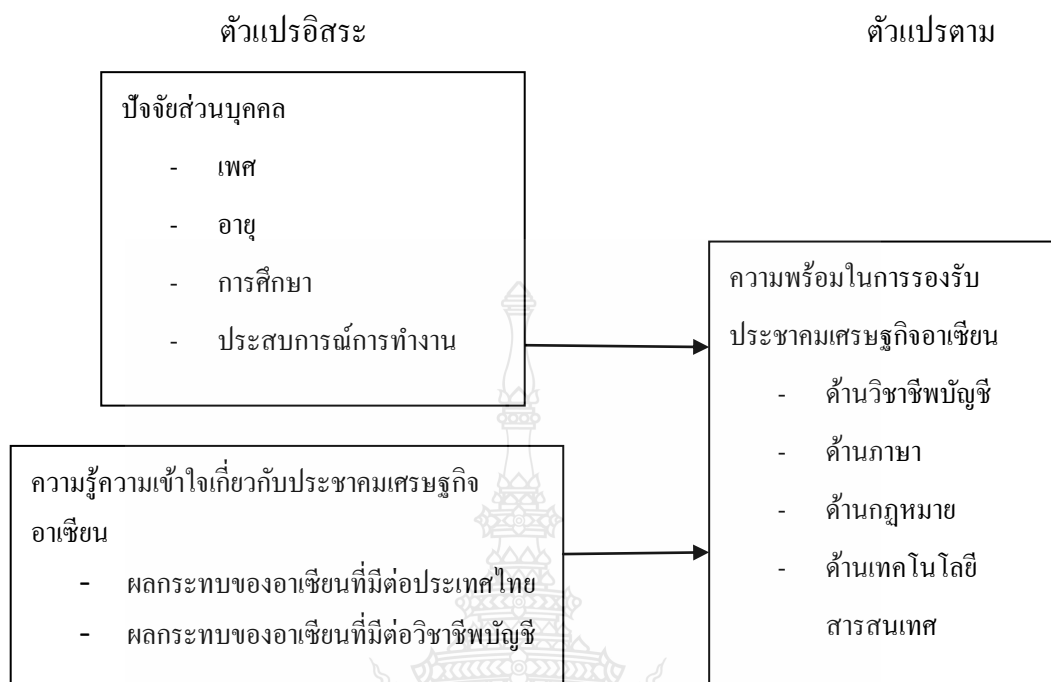 ตัวแปรอิสระ
ตัวแปรตาม
ปัจจัยส่วนบุคคล
- เพศ
- อายุ
- การศึกษา
- ประสบการณ์การทำงาน
ความรู้ความเข้าใจเกี่ยวกับประชาคมเศรษฐกิจ
อาเซียน
- ผลกระทบของอาเซียนที่มีต่อประเทศไทย
- ผลกระทบของอาเซียนที่มีต่อวิชาชีพบัญชี
ความพร้อมในการรองรับ
ประชาคมเศรษฐกิจอาเซียน
- ด้านวิชาชีพบัญชี
- ด้านภาษา
- ด้านกฎหมาย
- ด้านเทคโนโลยี
สารสนเทศ